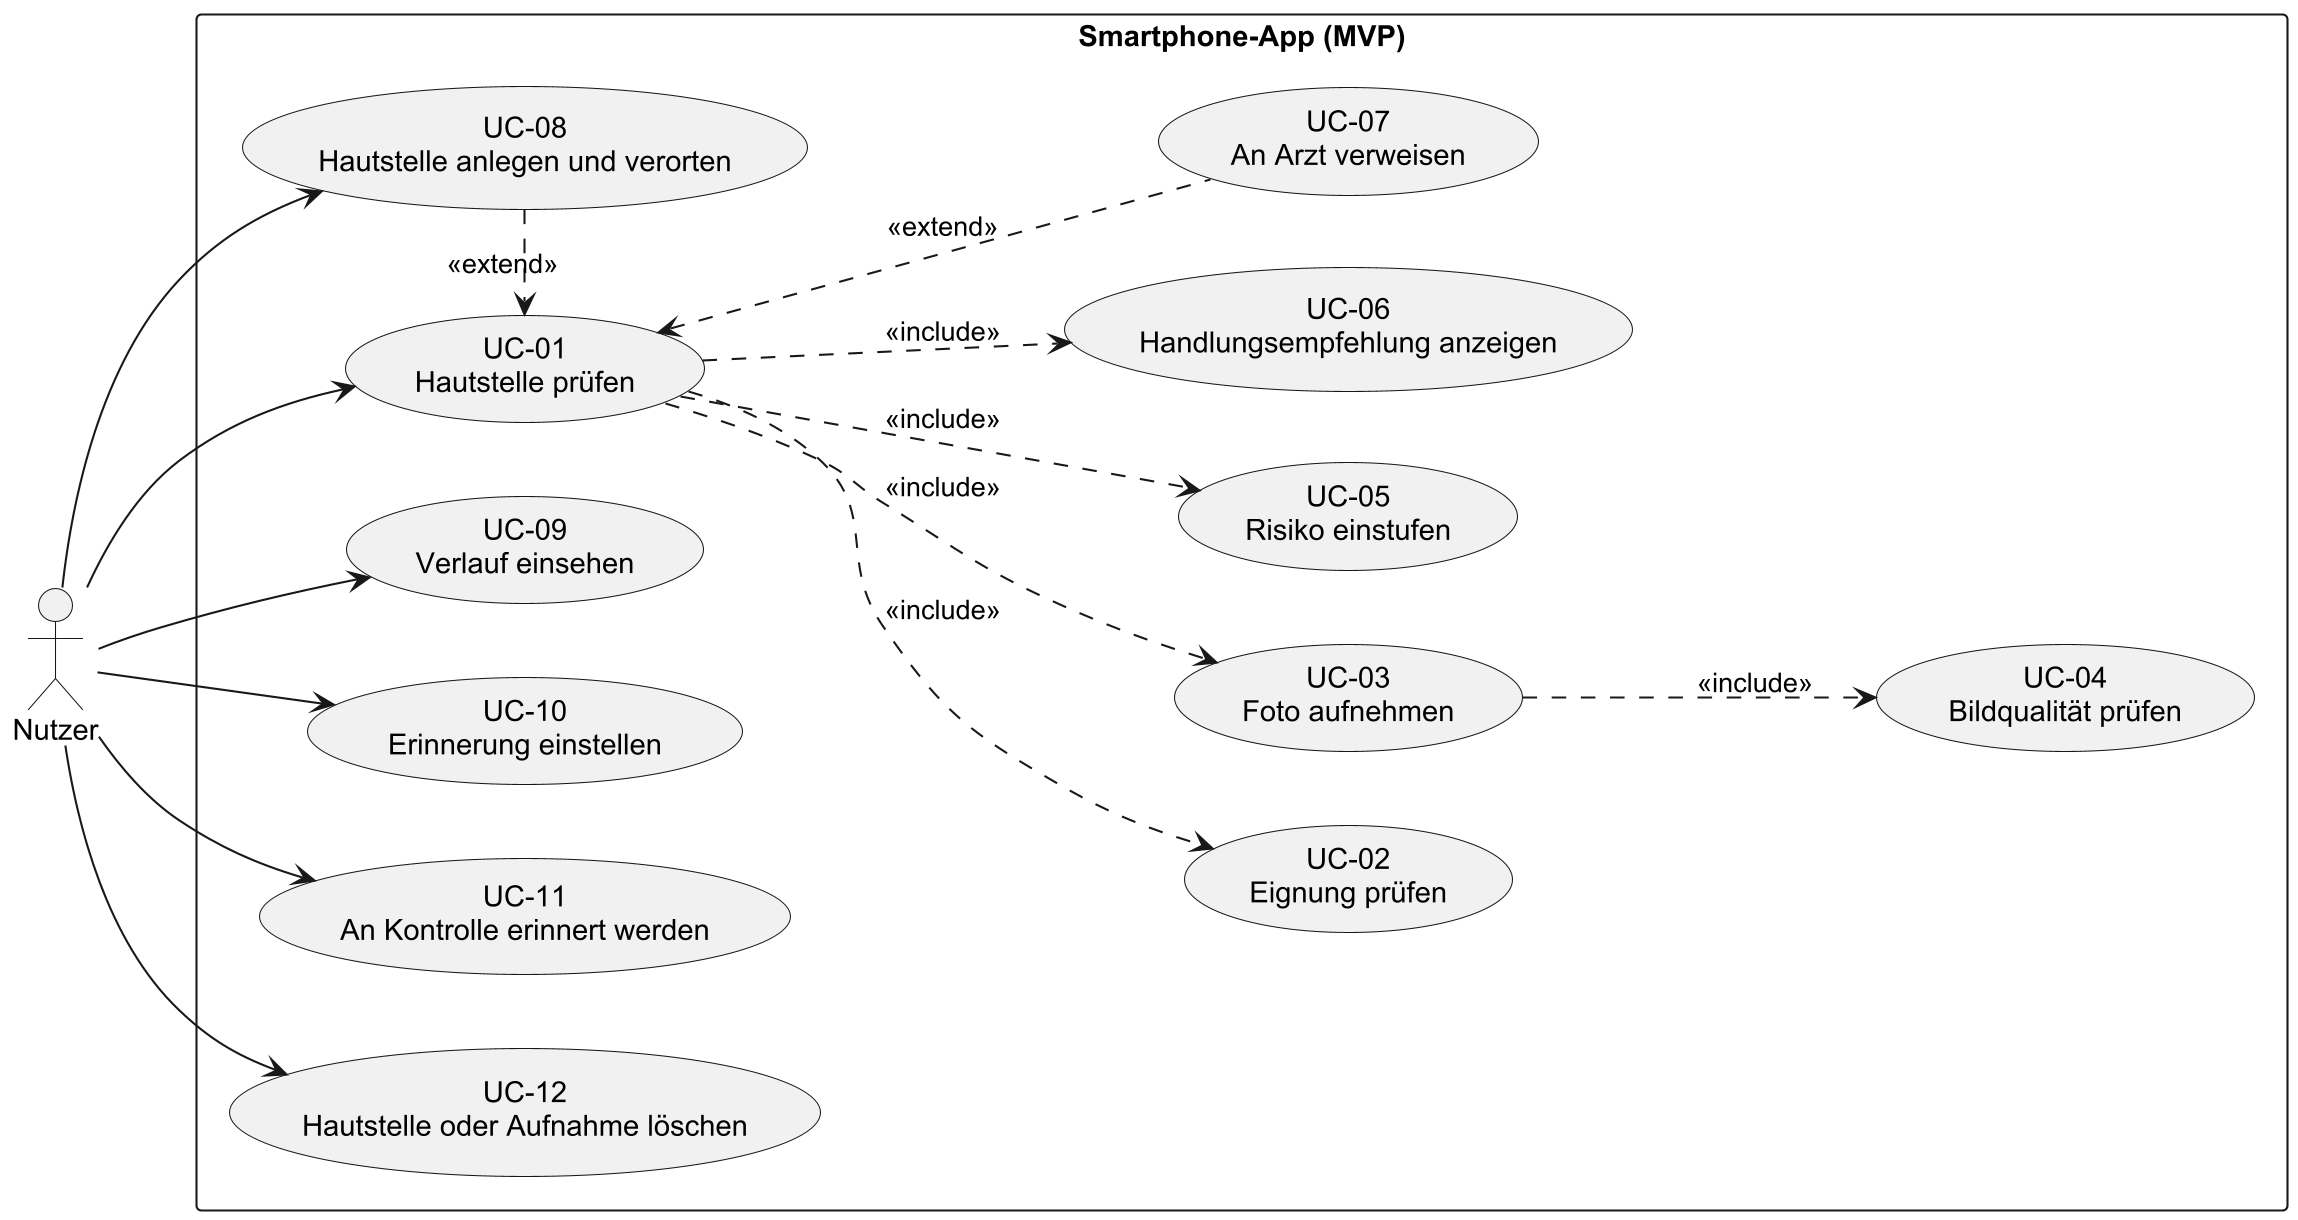 Smartphone-App (MVP)
UC-08
Hautstelle anlegen und verorten
UC-07
An Arzt verweisen
«extend»
«extend»
UC-06
Handlungsempfehlung anzeigen
«include»
UC-01
Hautstelle prüfen
«include»
«include»
UC-05
Risiko einstufen
UC-09
Verlauf einsehen
«include»
UC-03
Foto aufnehmen
«include»
UC-04
Bildqualität prüfen
UC-10
Erinnerung einstellen
Nutzer
UC-02
Eignung prüfen
UC-11
An Kontrolle erinnert werden
UC-12
Hautstelle oder Aufnahme löschen